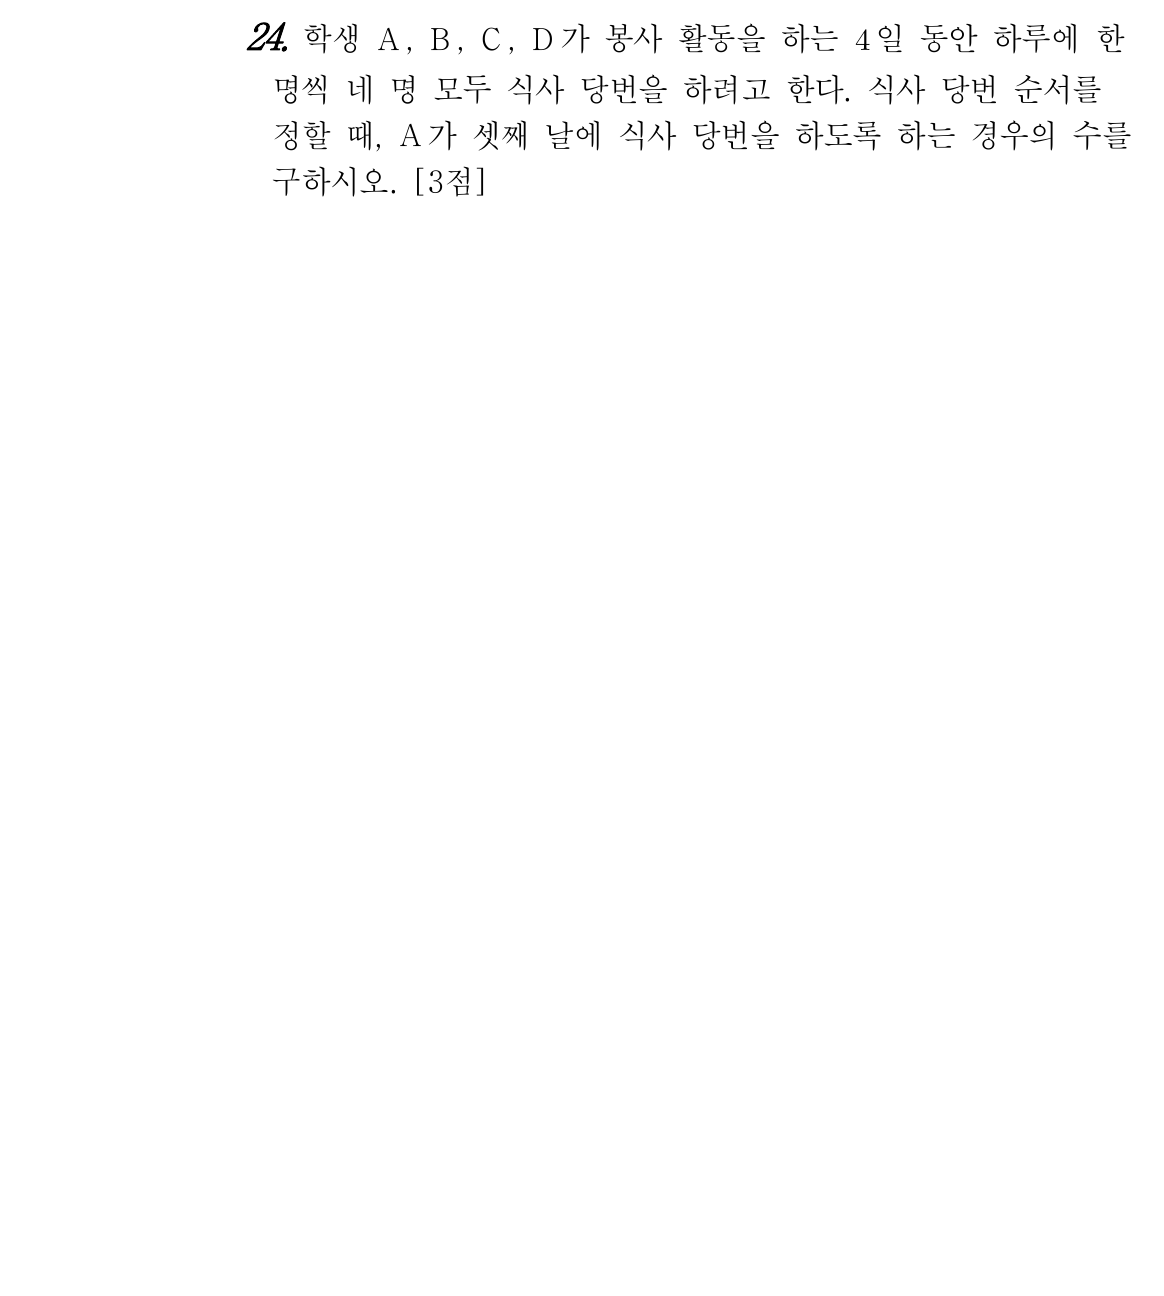 24. 학생 A, B, C, D가 봉사 활동을 하는 4일 동안 하루에 한
명씩 네 명 모두 식사 당번을 하려고 한다. 식사 당번 순서를
정할 때, A가 셋째 날에 식사 당번을 하도록 하는 경우의 수를
구하시오. [3점]